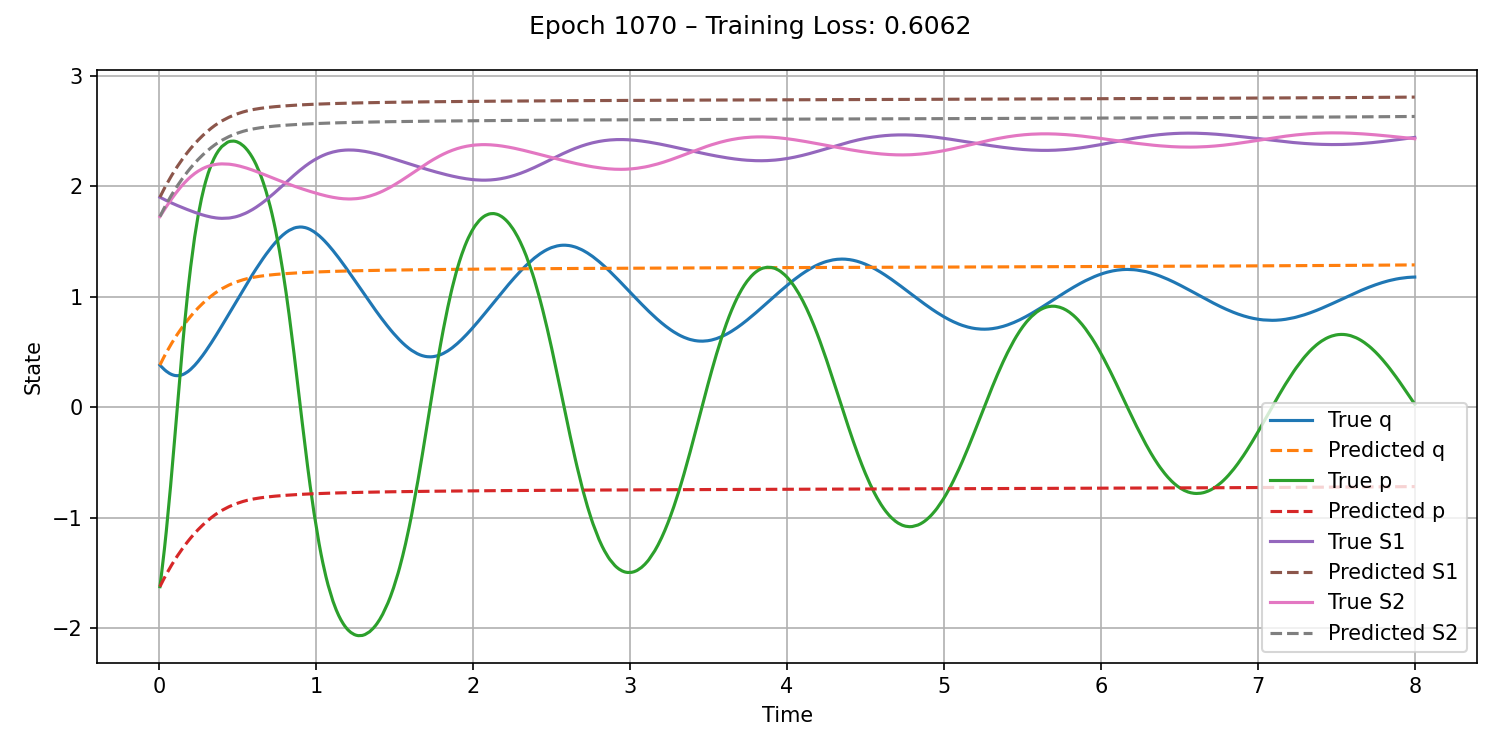 Epoch 1070 – Training Loss: 0.6062
3
2
1
0
−1
−2
State
0 1 2 3 4 5 6 7 8
Time
True q
Predicted q
True p
Predicted p
True S1
Predicted S1
True S2
Predicted S2